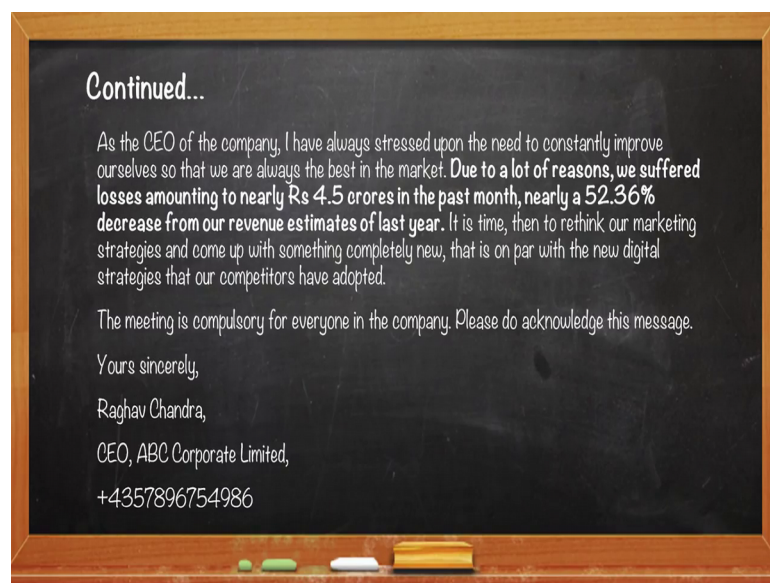 Continued...
As the CEO of the company, I have always stressed upon the need to constantly improve
ourselves so that we are always the best in the market. Due to a lot of reasons, we suffered
losses amounting to nearly Rs 4.5 crores in the past month, nearly a 52.36%
decrease from our revenue estimates of last year. It is time, then to rethink our marketing
strategies and come up with something completely new, that is on par with the new digital
strategies that our competitors have adopted.
The meeting is compulsory for everyone in the company. Please do acknowledge this message.
Yours sincerely,
Raghav Chandra,
CEO, ABC Corporate Limited,
+4357896754986